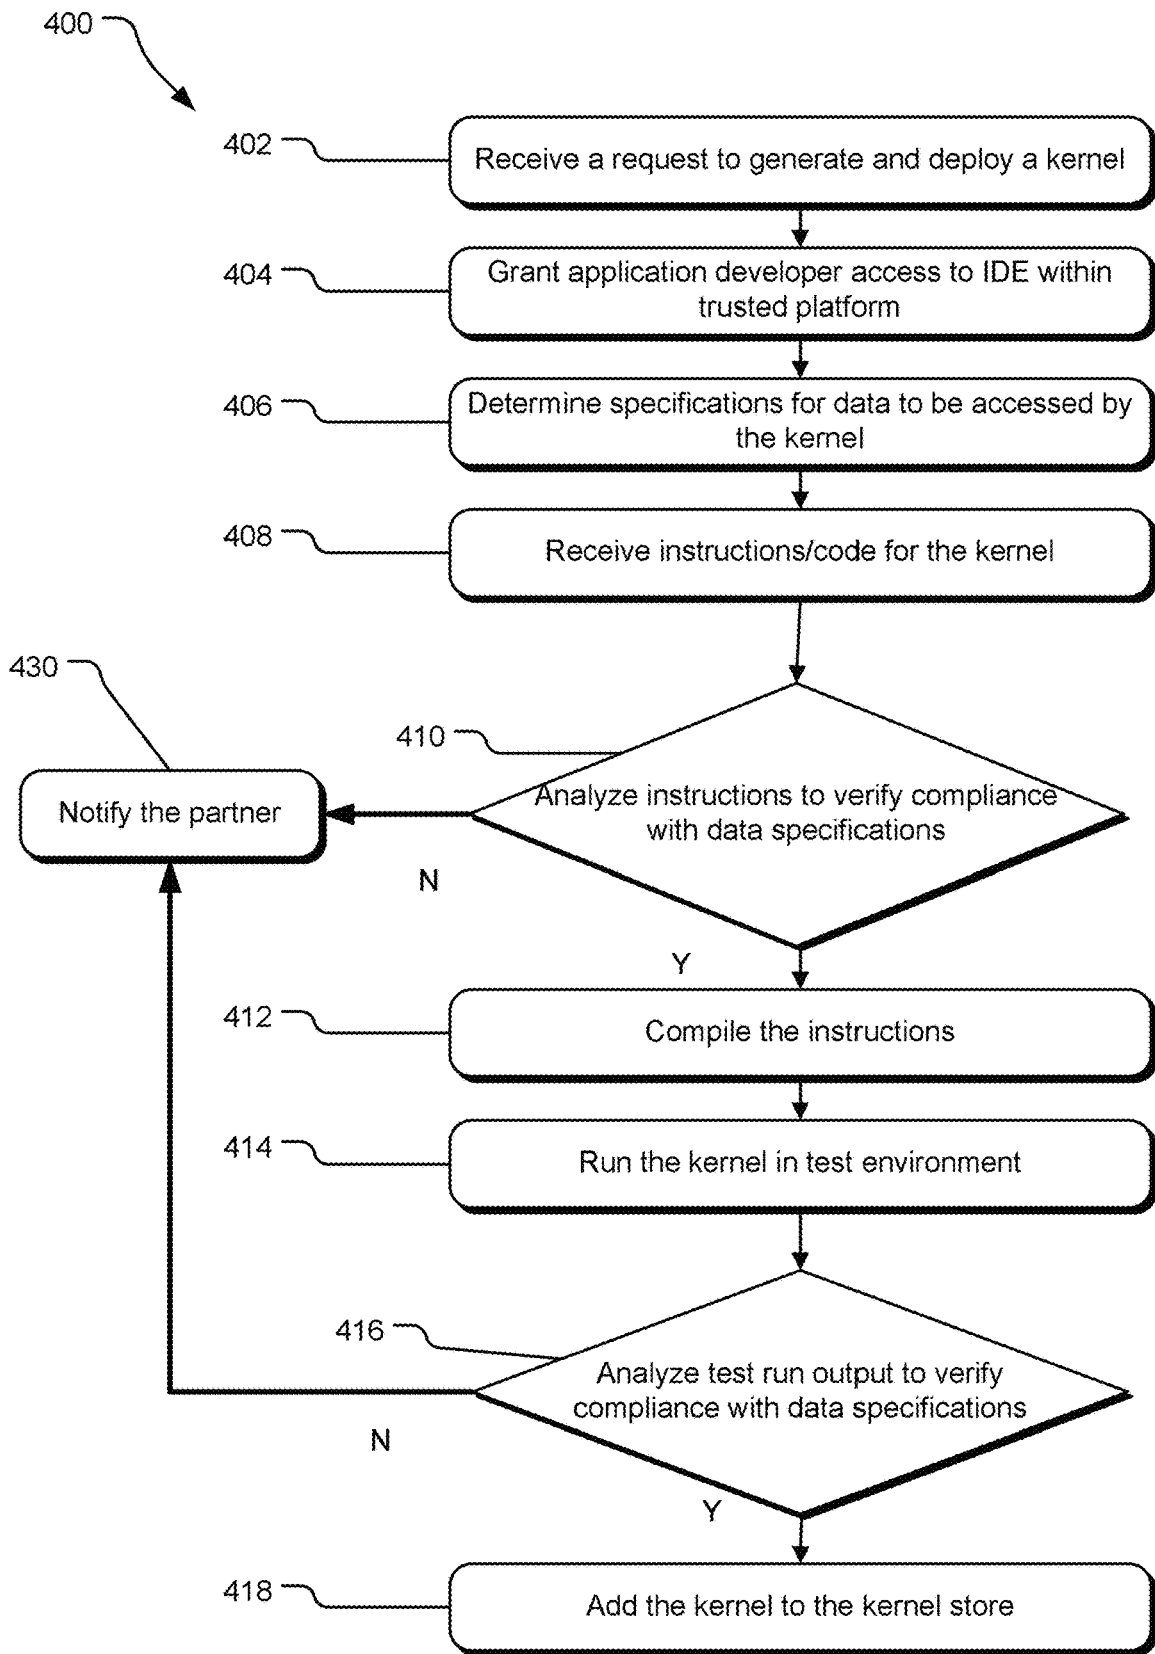 400
402
Receive a request to generate and deploy a kernel
404
Grant application developer access to IDE within
trusted platform
406
Determine specifications for data to be accessed by
the kernel
408
Receive instructions/code for the kernel
430
Notify the partner
410
Analyze instructions to verify compliance
with data specifications
N
Y
412
Compile the instructions
414
Run the kernel in test environment
416
Analyze test run output to verify
compliance with data specifications
N
Y
418
Add the kernel to the kernel store